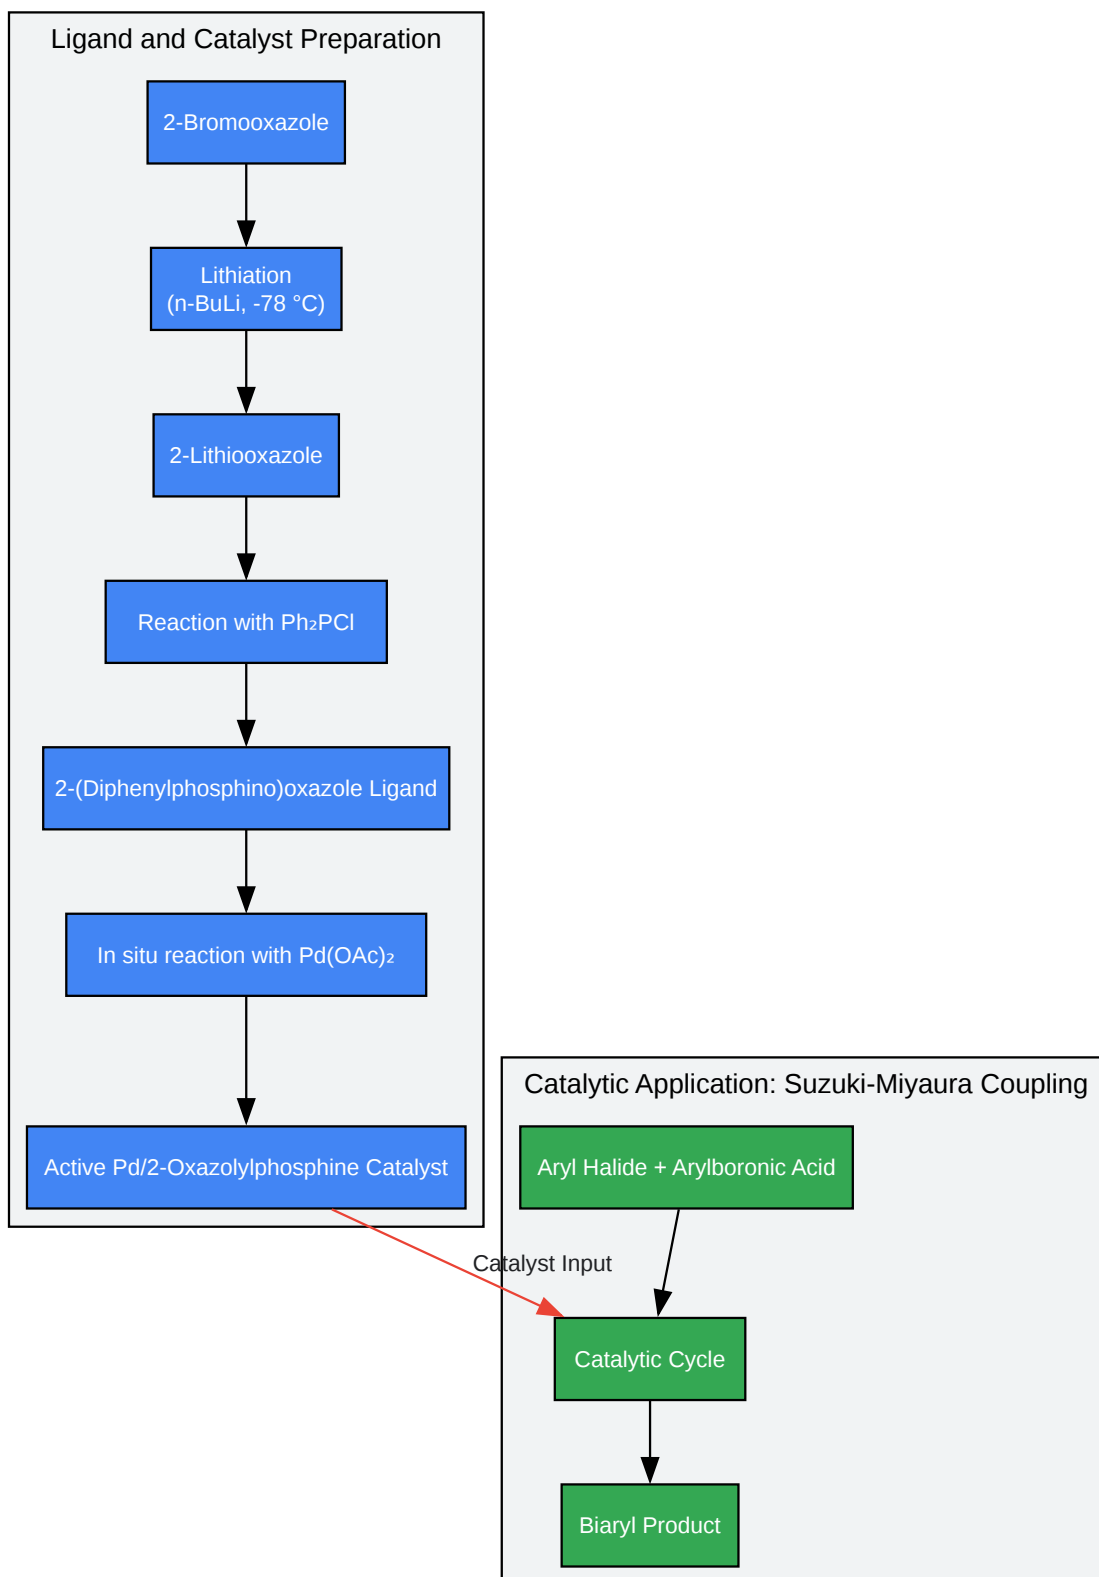 Ligand and Catalyst Preparation
2-Bromooxazole
Lithiation
(n-BuLi, -78 °C)
2-Lithiooxazole
Reaction with Ph₂PCl
2-(Diphenylphosphino)oxazole Ligand
In situ reaction with Pd(OAc)₂
Active Pd/2-Oxazolylphosphine Catalyst
Catalyst Input
Catalytic Application: Suzuki-Miyaura Coupling
Aryl Halide + Arylboronic Acid
Catalytic Cycle
Biaryl Product